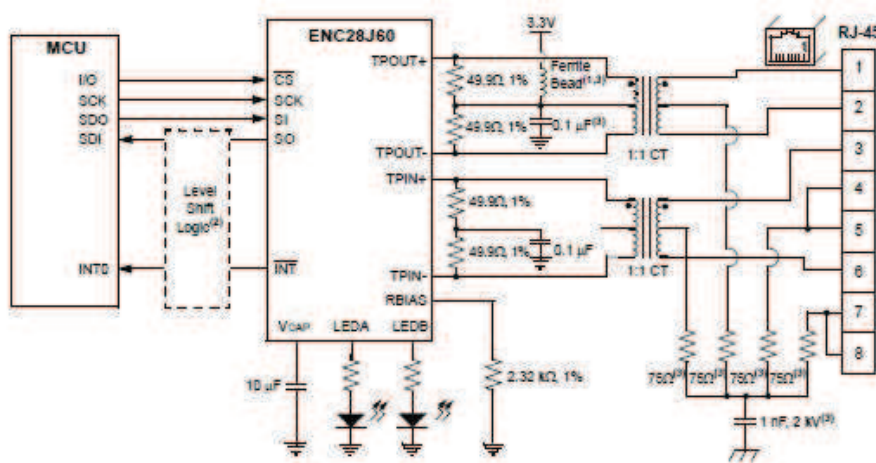 ENC28J60
MCU
3.3V
RJ-45
TPOUT+
Ferrite
Bead(1,3)
49.9Ω, 1%
1
I/O
CS
SCK
SCK
SDO
SI
SDI
SO
49.9Ω, 1%
0.1 µF(3)
2
TPOUT-
1:1 CT
3
TPIN+
Level
Shift
Logic(2)
49.9Ω, 1%
4
5
49.9Ω, 1%
0.1 µF
INT0
INT
TPIN-
1:1 CT
6
RBIAS
7
VCAP
LEDA
LEDB
8
10 µF
2.32 kΩ, 1%
75Ω(3)
75Ω(3)
75Ω(3)
75Ω(3)
1 nF, 2 kV(3)
1